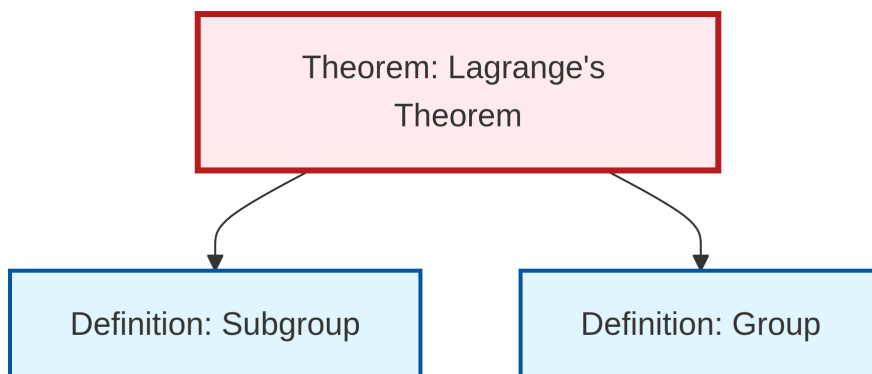 Theorem: Lagrange's
Theorem
Definition: Subgroup
Definition: Group